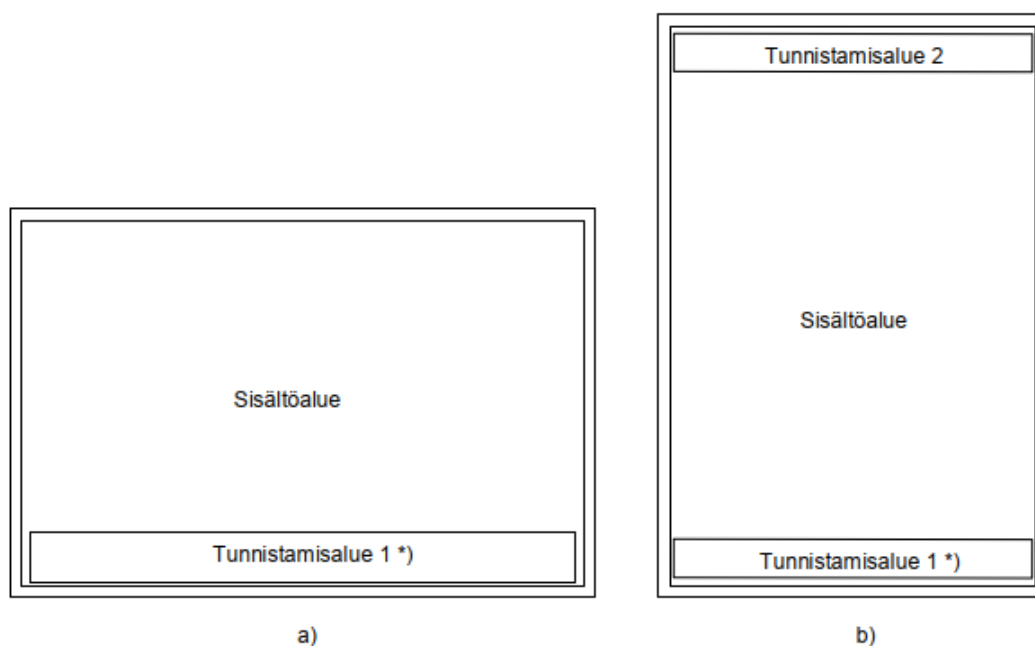 Sisältöalue
Tunnistamisalue 1 *)
a)
Tunnistamisalue 2
Sisältöalue
Tunnistamisalue 1 *)
b)